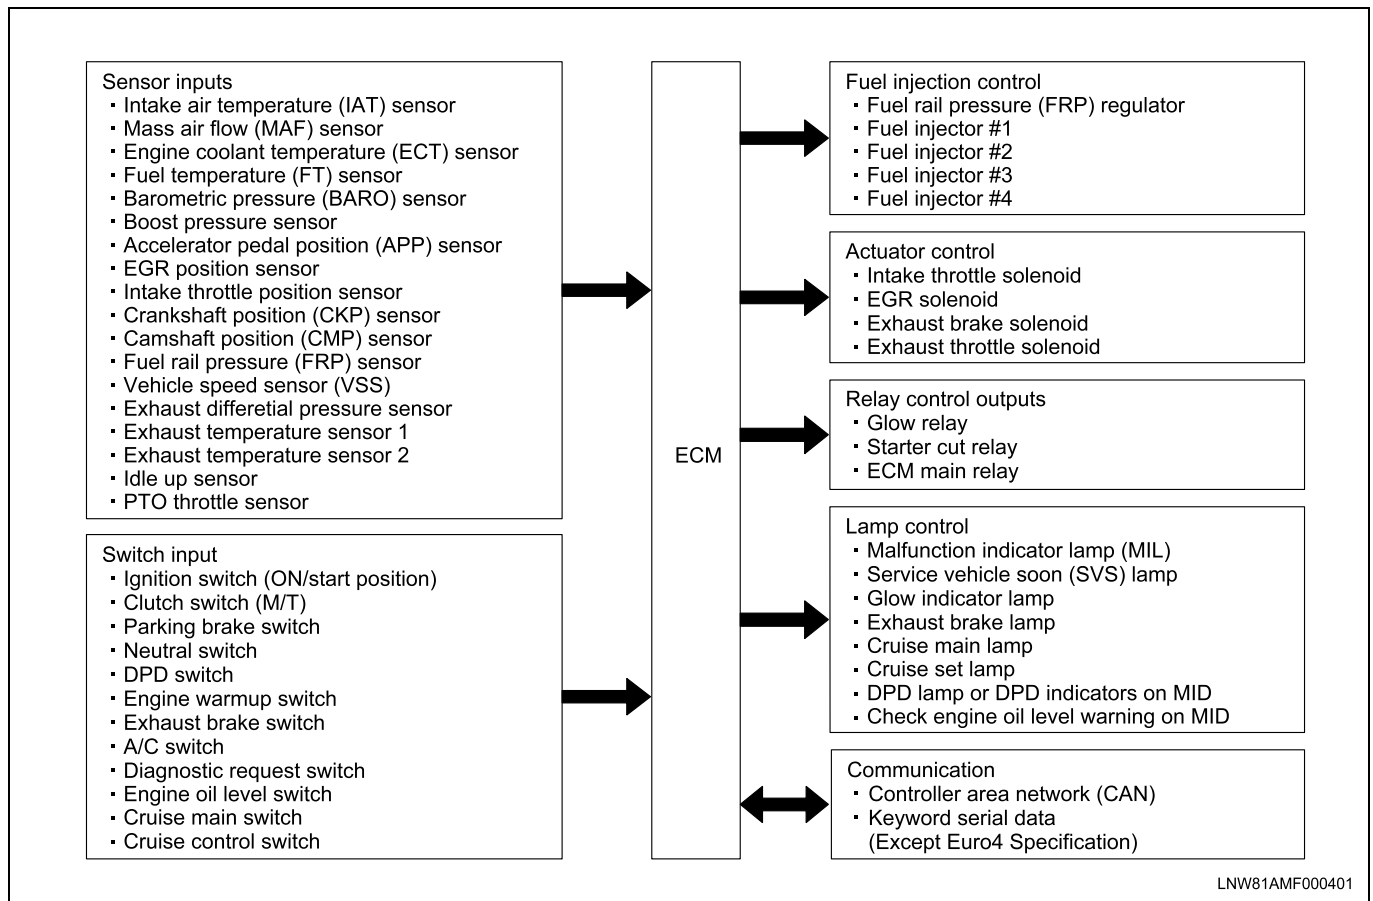 Sensor inputs
・Intake air temperature (IAT) sensor
・Mass air flow (MAF) sensor
・Engine coolant temperature (ECT) sensor
・Fuel temperature (FT) sensor
・Barometric pressure (BARO) sensor
・Boost pressure sensor
・Accelerator pedal position (APP) sensor
・EGR position sensor
・Intake throttle position sensor
・Crankshaft position (CKP) sensor
・Camshaft position (CMP) sensor
・Fuel rail pressure (FRP) sensor
・Vehicle speed sensor (VSS)
・Exhaust differetial pressure sensor
・Exhaust temperature sensor 1
・Exhaust temperature sensor 2
・Idle up sensor
・PTO throttle sensor
Switch input
・Ignition switch (ON/start position)
・Clutch switch (M/T)
・Parking brake switch
・Neutral switch
・DPD switch
・Engine warmup switch
・Exhaust brake switch
・A/C switch
・Diagnostic request switch
・Engine oil level switch
・Cruise main switch
・Cruise control switch
ECM
Fuel injection control
・Fuel rail pressure (FRP) regulator
・Fuel injector #1
・Fuel injector #2
・Fuel injector #3
・Fuel injector #4
Actuator control
・Intake throttle solenoid
・EGR solenoid
・Exhaust brake solenoid
・Exhaust throttle solenoid
Relay control outputs
・Glow relay
・Starter cut relay
・ECM main relay
Lamp control
・Malfunction indicator lamp (MIL)
・Service vehicle soon (SVS) lamp
・Glow indicator lamp
・Exhaust brake lamp
・Cruise main lamp
・Cruise set lamp
・DPD lamp or DPD indicators on MID
・Check engine oil level warning on MID
Communication
・Controller area network (CAN)
・Keyword serial data
(Except Euro4 Specification)
LNW81AMF000401